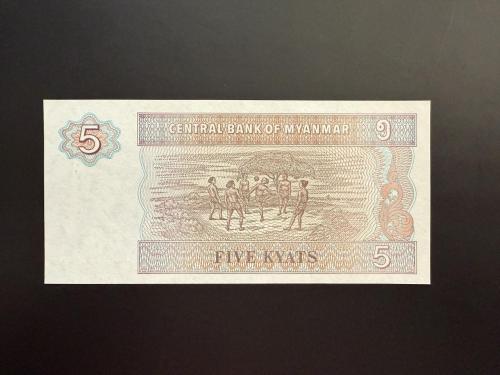 5
CENTRAL BANK OF MYANMAR
၅
FIVE KYATS
5